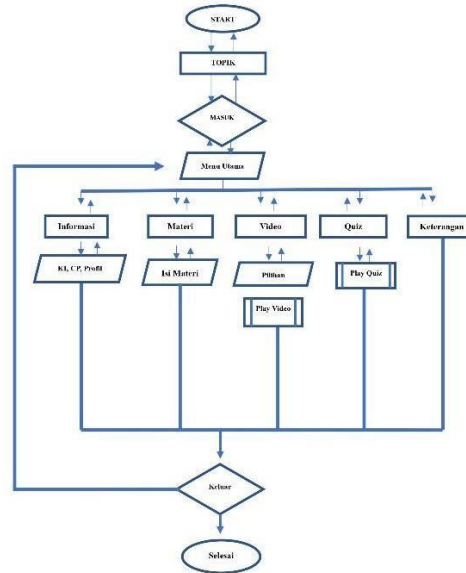 START
TOPIK
MASUK
Menu Utama
Informasi
Materi
Video
Quiz
Keterangan
KI, CP, Profil
Isi Materi
Pilihan
Play Quiz
Play Video
Keluar
Selesai